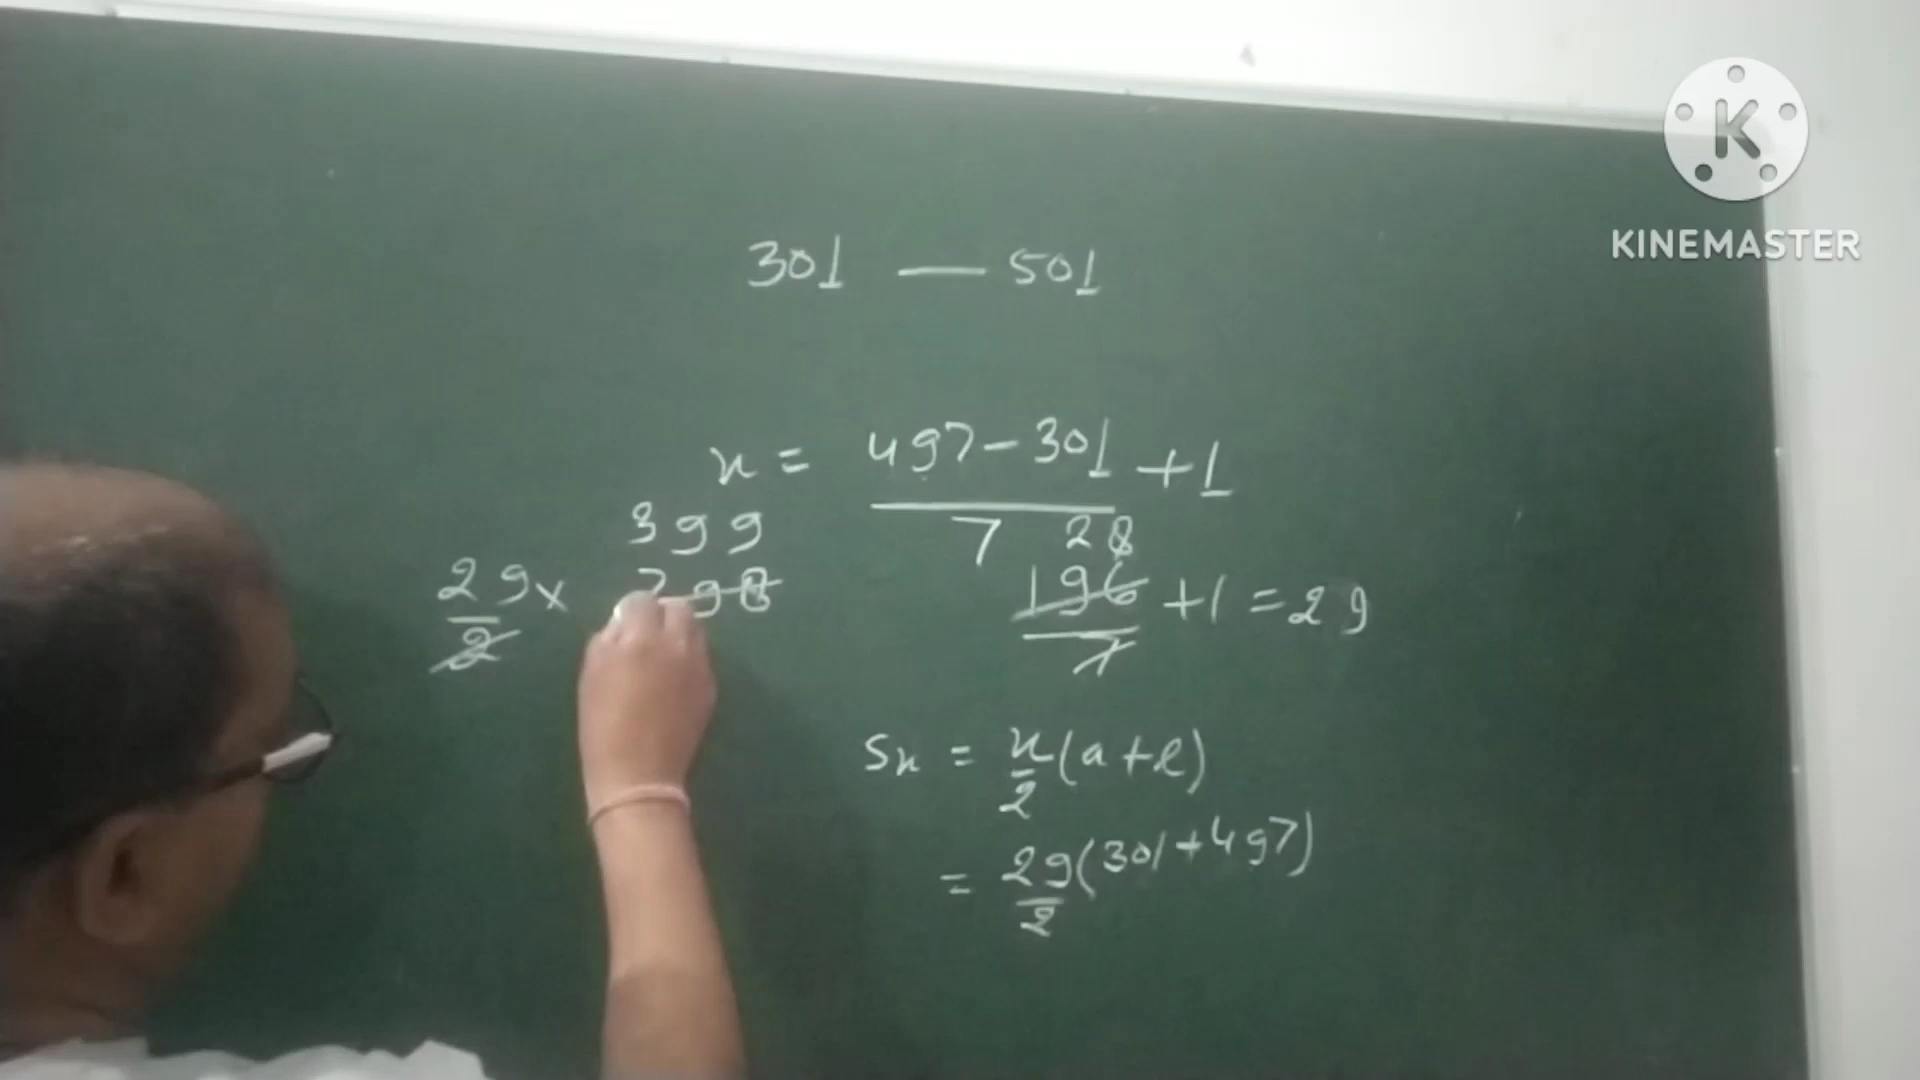 KINEMASTER
301 — 501
n = 497-301 +1
7
28
196 +1 = 29
7
399
29 x 798
2
Sn = n/2 (a+l)
= 29/2 (301+497)